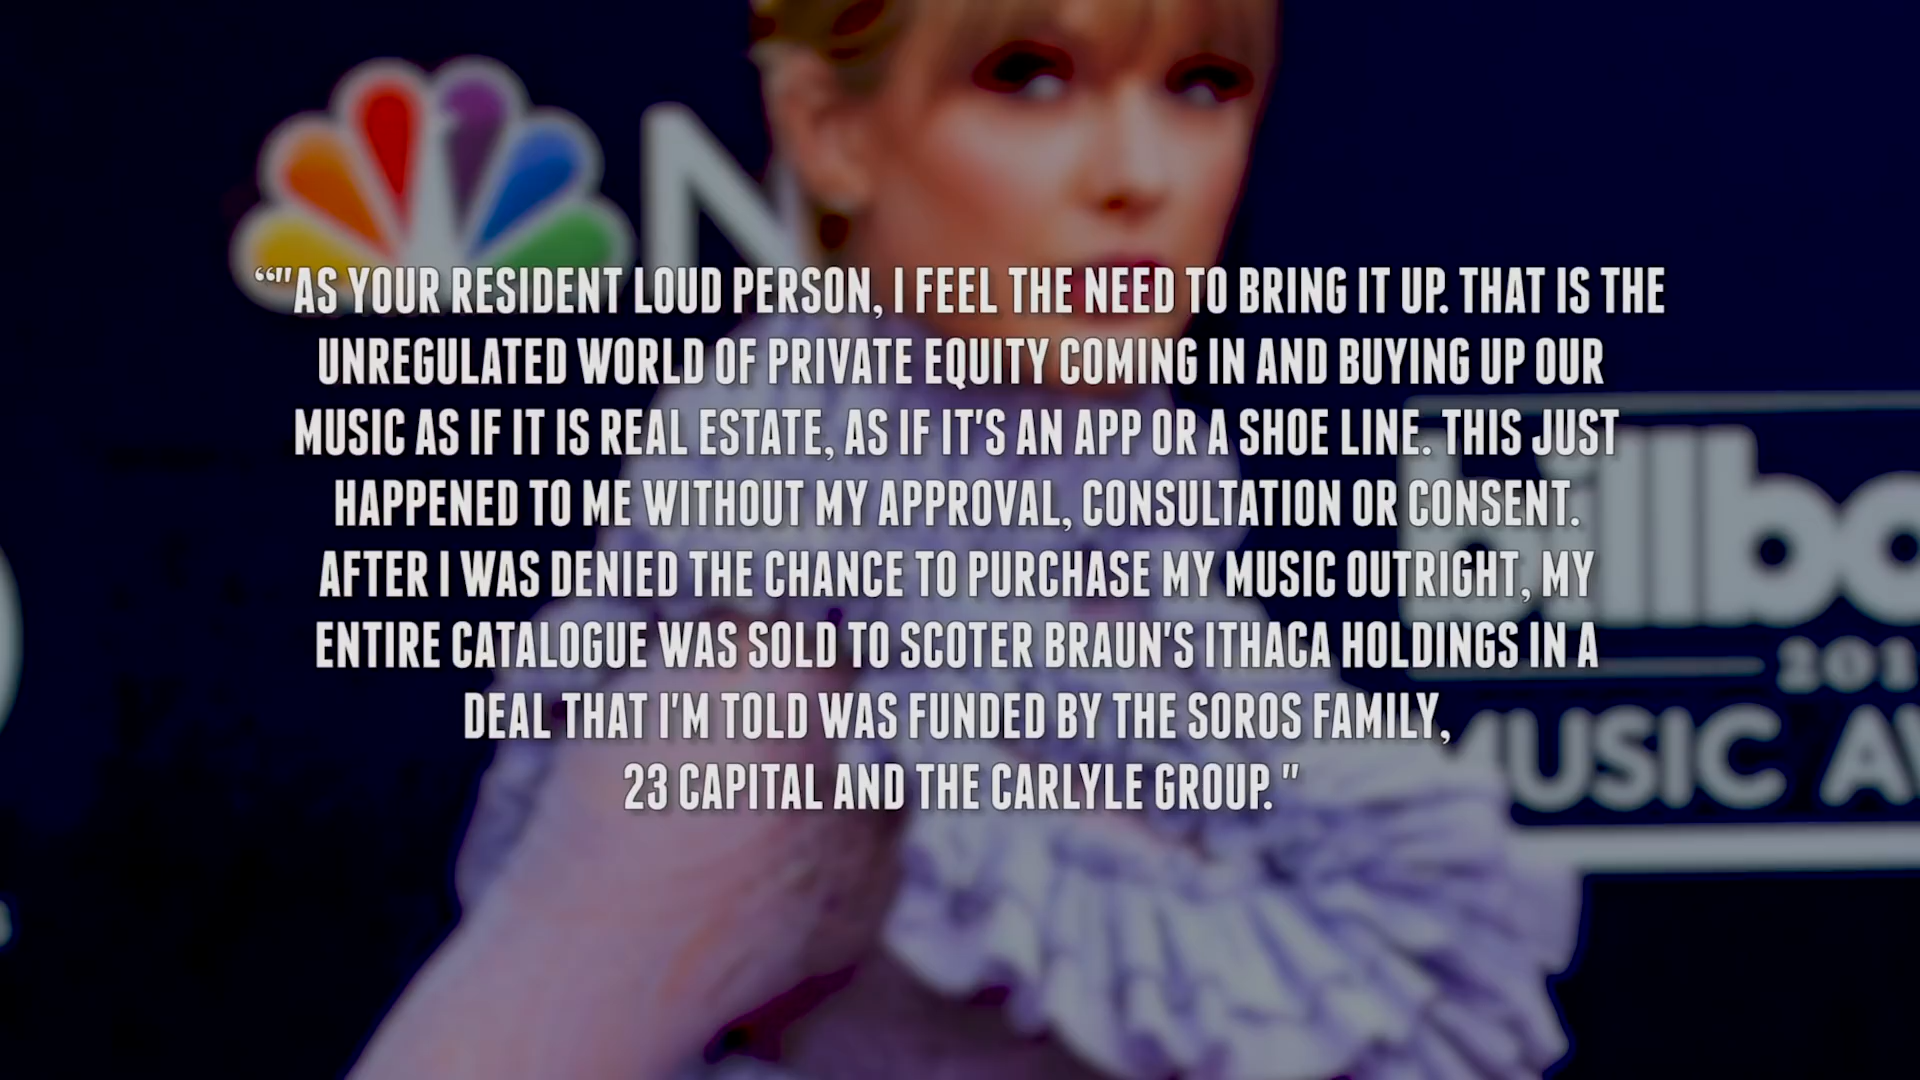 “"AS YOUR RESIDENT LOUD PERSON, I FEEL THE NEED TO BRING IT UP. THAT IS THE
UNREGULATED WORLD OF PRIVATE EQUITY COMING IN AND BUYING UP OUR
MUSIC AS IF IT IS REAL ESTATE, AS IF IT'S AN APP OR A SHOE LINE. THIS JUST
HAPPENED TO ME WITHOUT MY APPROVAL, CONSULTATION OR CONSENT.
AFTER I WAS DENIED THE CHANCE TO PURCHASE MY MUSIC OUTRIGHT, MY
ENTIRE CATALOGUE WAS SOLD TO SCOTER BRAUN'S ITHACA HOLDINGS IN A
DEAL THAT I'M TOLD WAS FUNDED BY THE SOROS FAMILY,
23 CAPITAL AND THE CARLYLE GROUP. "
N
billbo
201
MUSIC AW